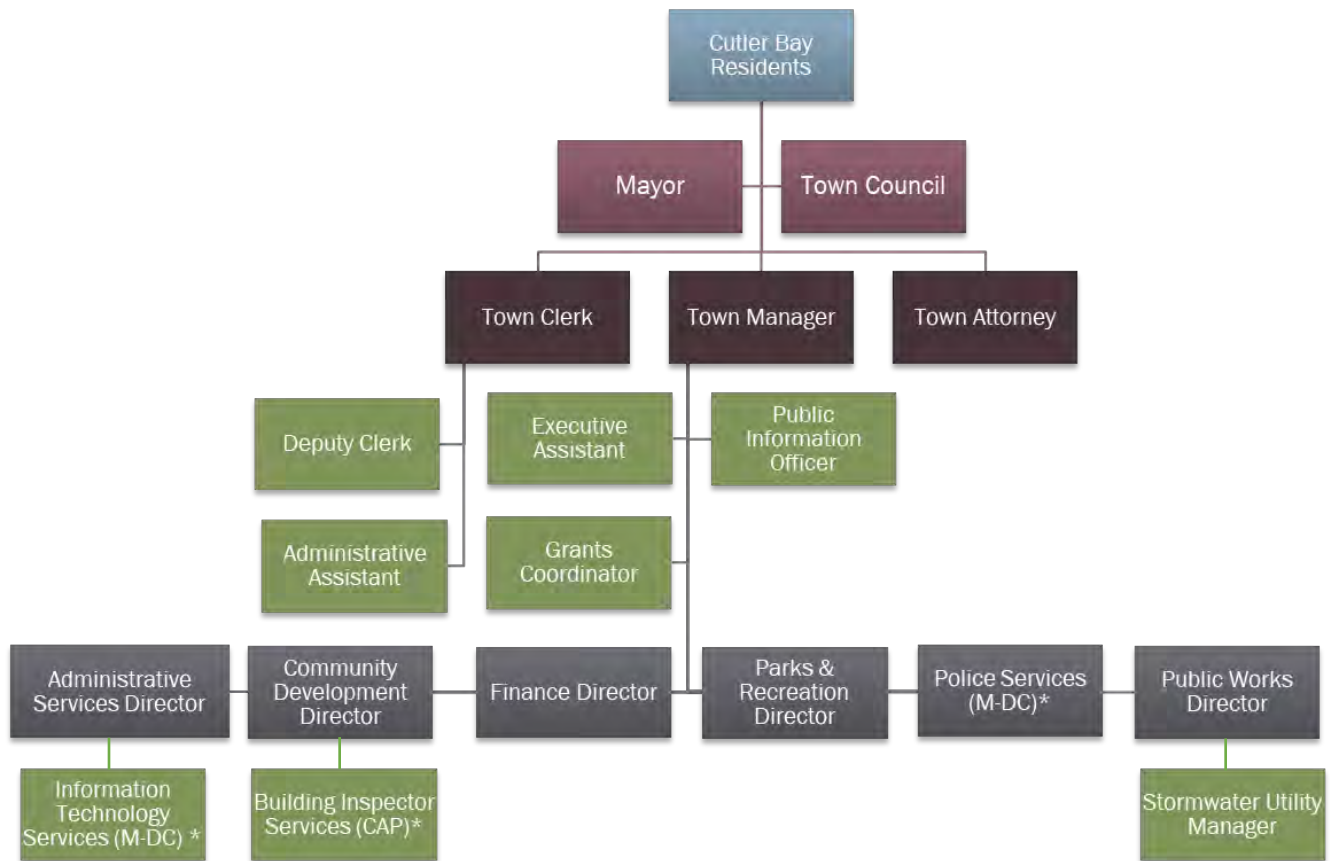 Cutler Bay
Residents
Mayor
Town Council
Town Clerk
Town Manager
Town Attorney
Deputy Clerk
Executive
Assistant
Public
Information
Officer
Administrative
Assistant
Grants
Coordinator
Administrative
Services Director
Community
Development
Director
Finance Director
Parks &
Recreation
Director
Police Services
(M-DC)*
Public Works
Director
Information
Technology
Services (M-DC) *
Building Inspector
Services (CAP)*
Stormwater Utility
Manager